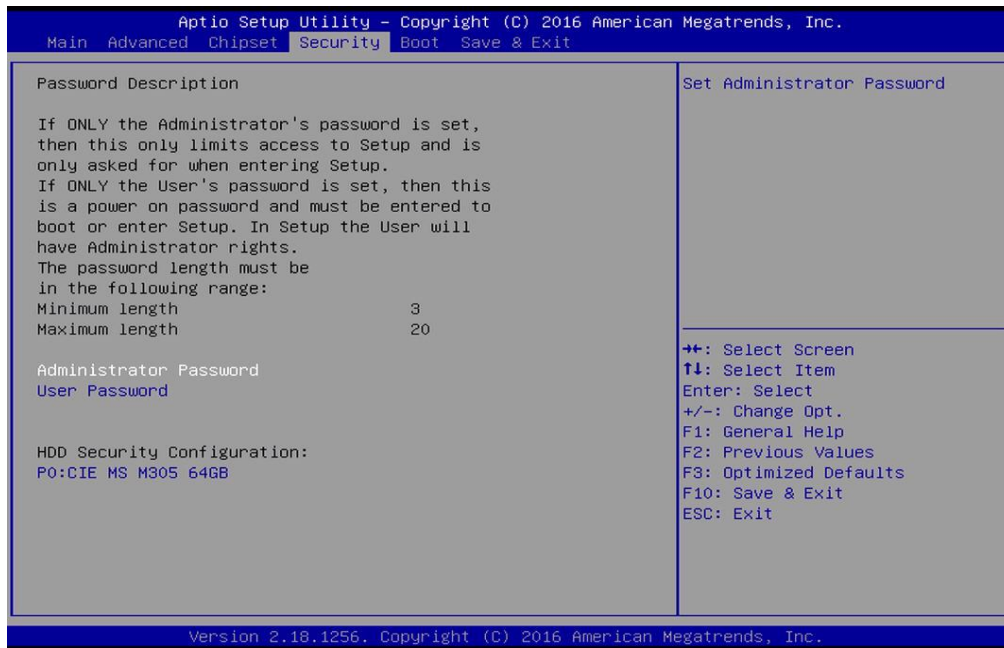 Aptio Setup Utility – Copyright (C) 2016 American Megatrends, Inc.
Main Advanced Chipset Security Boot Save & Exit
Password Description
If ONLY the Administrator's password is set,
then this only limits access to Setup and is
only asked for when entering Setup.
If ONLY the User's password is set, then this
is a power on password and must be entered to
boot or enter Setup. In Setup the User will
have Administrator rights.
The password length must be
in the following range:
Minimum length 3
Maximum length 20
Administrator Password
User Password
HDD Security Configuration:
P0:CIE MS M305 64GB
Set Administrator Password
→←: Select Screen
↑↓: Select Item
Enter: Select
+/-: Change Opt.
F1: General Help
F2: Previous Values
F3: Optimized Defaults
F10: Save & Exit
ESC: Exit
Version 2.18.1256. Copyright (C) 2016 American Megatrends, Inc.